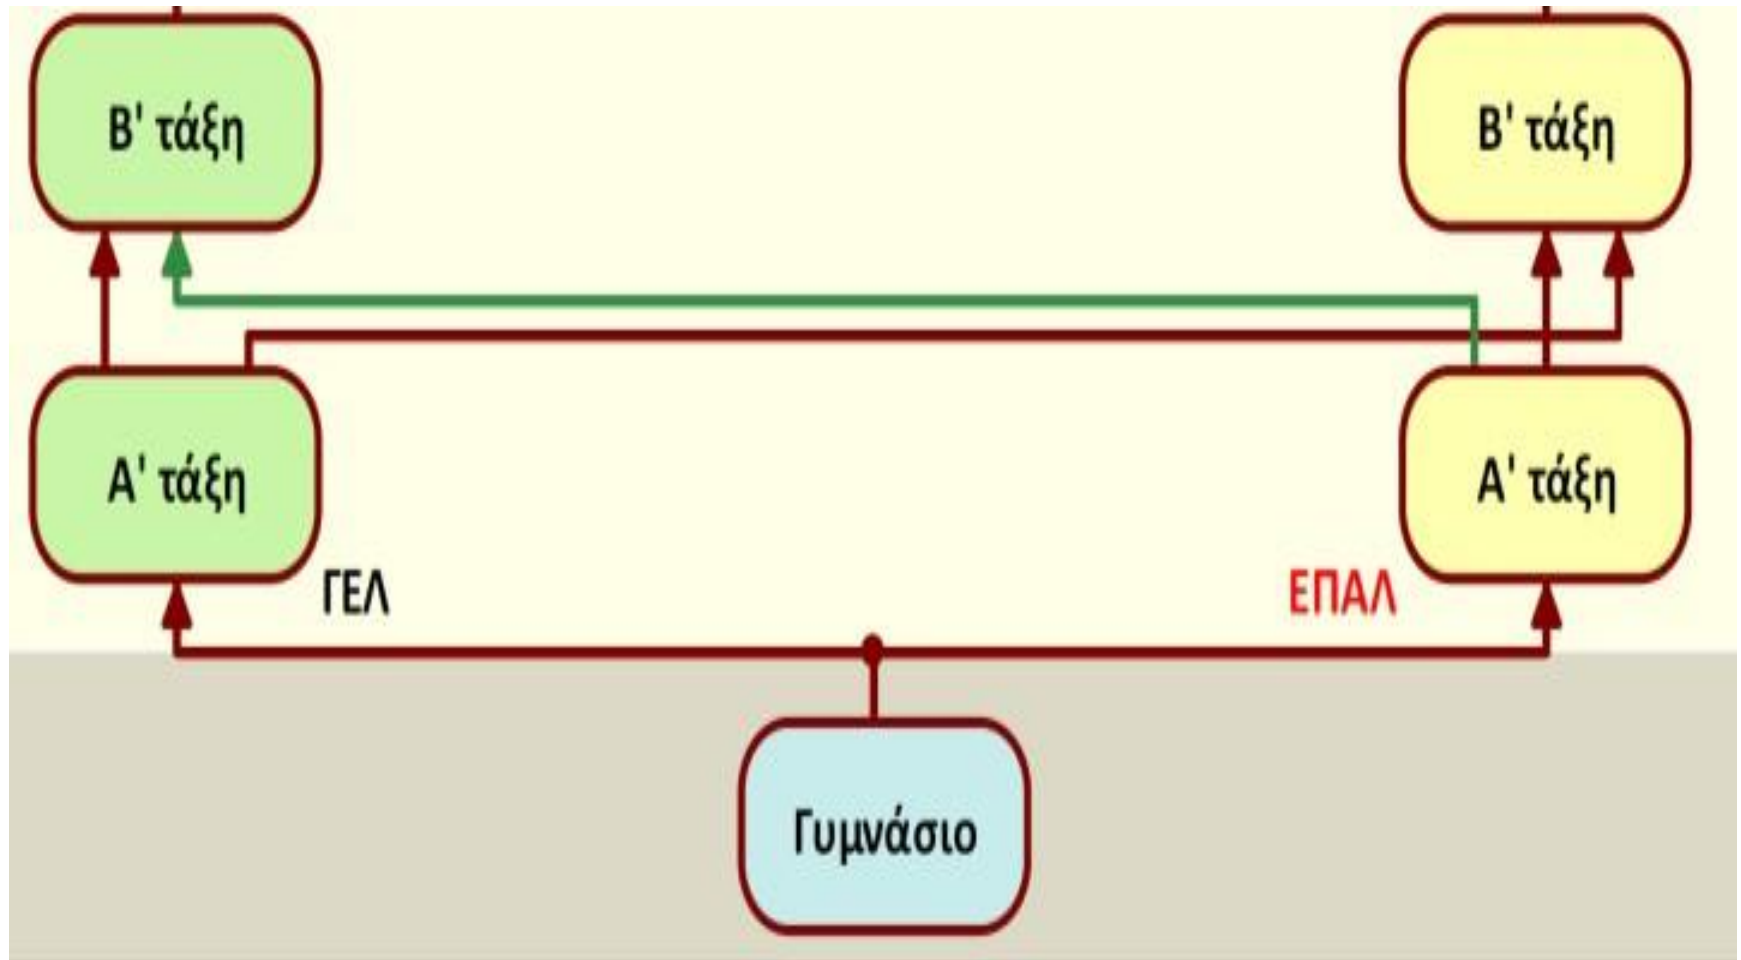 Β' τάξη
Β' τάξη
Α' τάξη
Α' τάξη
ΓΕΛ
ΕΠΑΛ
Γυμνάσιο